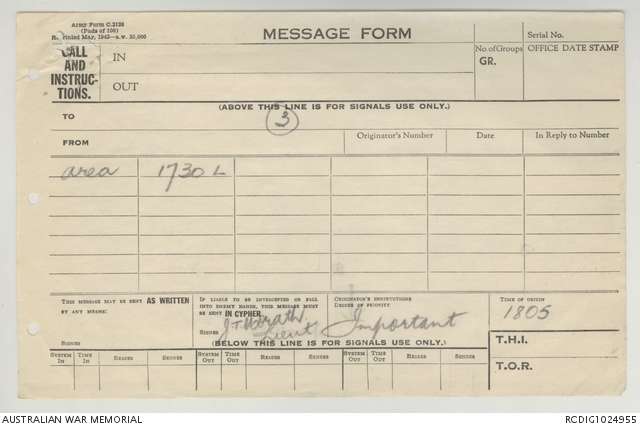 Army Form C.2128
(Pads of 100)
Reprinted May, 1942—s.w. 50,000
MESSAGE FORM
Serial No.
CALL
AND
INSTRUC-
TIONS.
IN
OUT
No. of Groups
GR.
OFFICE DATE STAMP
(ABOVE THIS LINE IS FOR SIGNALS USE ONLY.)
TO
3
FROM
Originator's Number
Date
In Reply to Number
area 1730 L
THIS MESSAGE MAY BE SENT AS WRITTEN
BY ANY MEANS:
SIGNED
IF LIABLE TO BE INTERCEPTED OR FALL
INTO ENEMY HANDS, THIS MESSAGE MUST
BE SENT IN CYPHER
SIGNED
Lieut
ORIGINATOR'S INSTRUCTIONS
DEGREE OF PRIORITY
Important
TIME OF ORIGIN
1805
(BELOW THIS LINE IS FOR SIGNALS USE ONLY.)
T.H.I.
T.O.R.
SYSTEM IN
TIME IN
READER
SENDER
SYSTEM OUT
TIME OUT
READER
SENDER
SYSTEM OUT
TIME OUT
READER
SENDER
AUSTRALIAN WAR MEMORIAL
RCDIG1024955